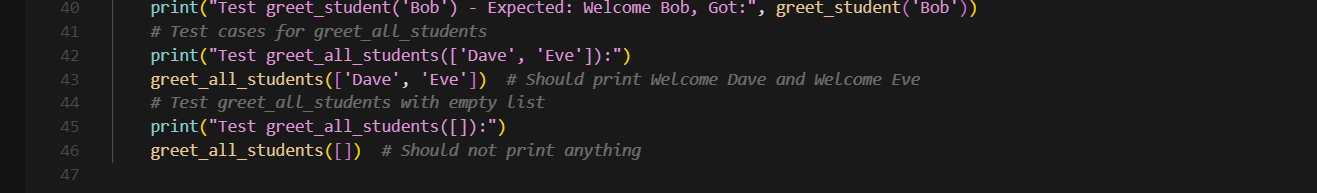 40 print("Test greet_student('Bob') - Expected: Welcome Bob, Got:", greet_student('Bob'))
41 # Test cases for greet_all_students
42 print("Test greet_all_students(['Dave', 'Eve']):")
43 greet_all_students(['Dave', 'Eve'])  # Should print Welcome Dave and Welcome Eve
44 # Test greet_all_students with empty list
45 print("Test greet_all_students([]):")
46 greet_all_students([])  # Should not print anything
47